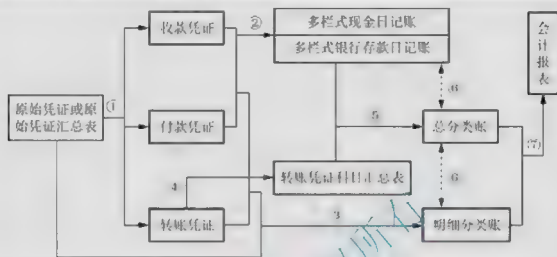 收款凭证
②
多栏式现金日记账
多栏式银行存款日记账
会计报表
①
原始凭证或原
始凭证汇总表
⑥
付款凭证
5
总分类账
⑦
4
转账凭证科目汇总表
6
转账凭证
3
明细分类账